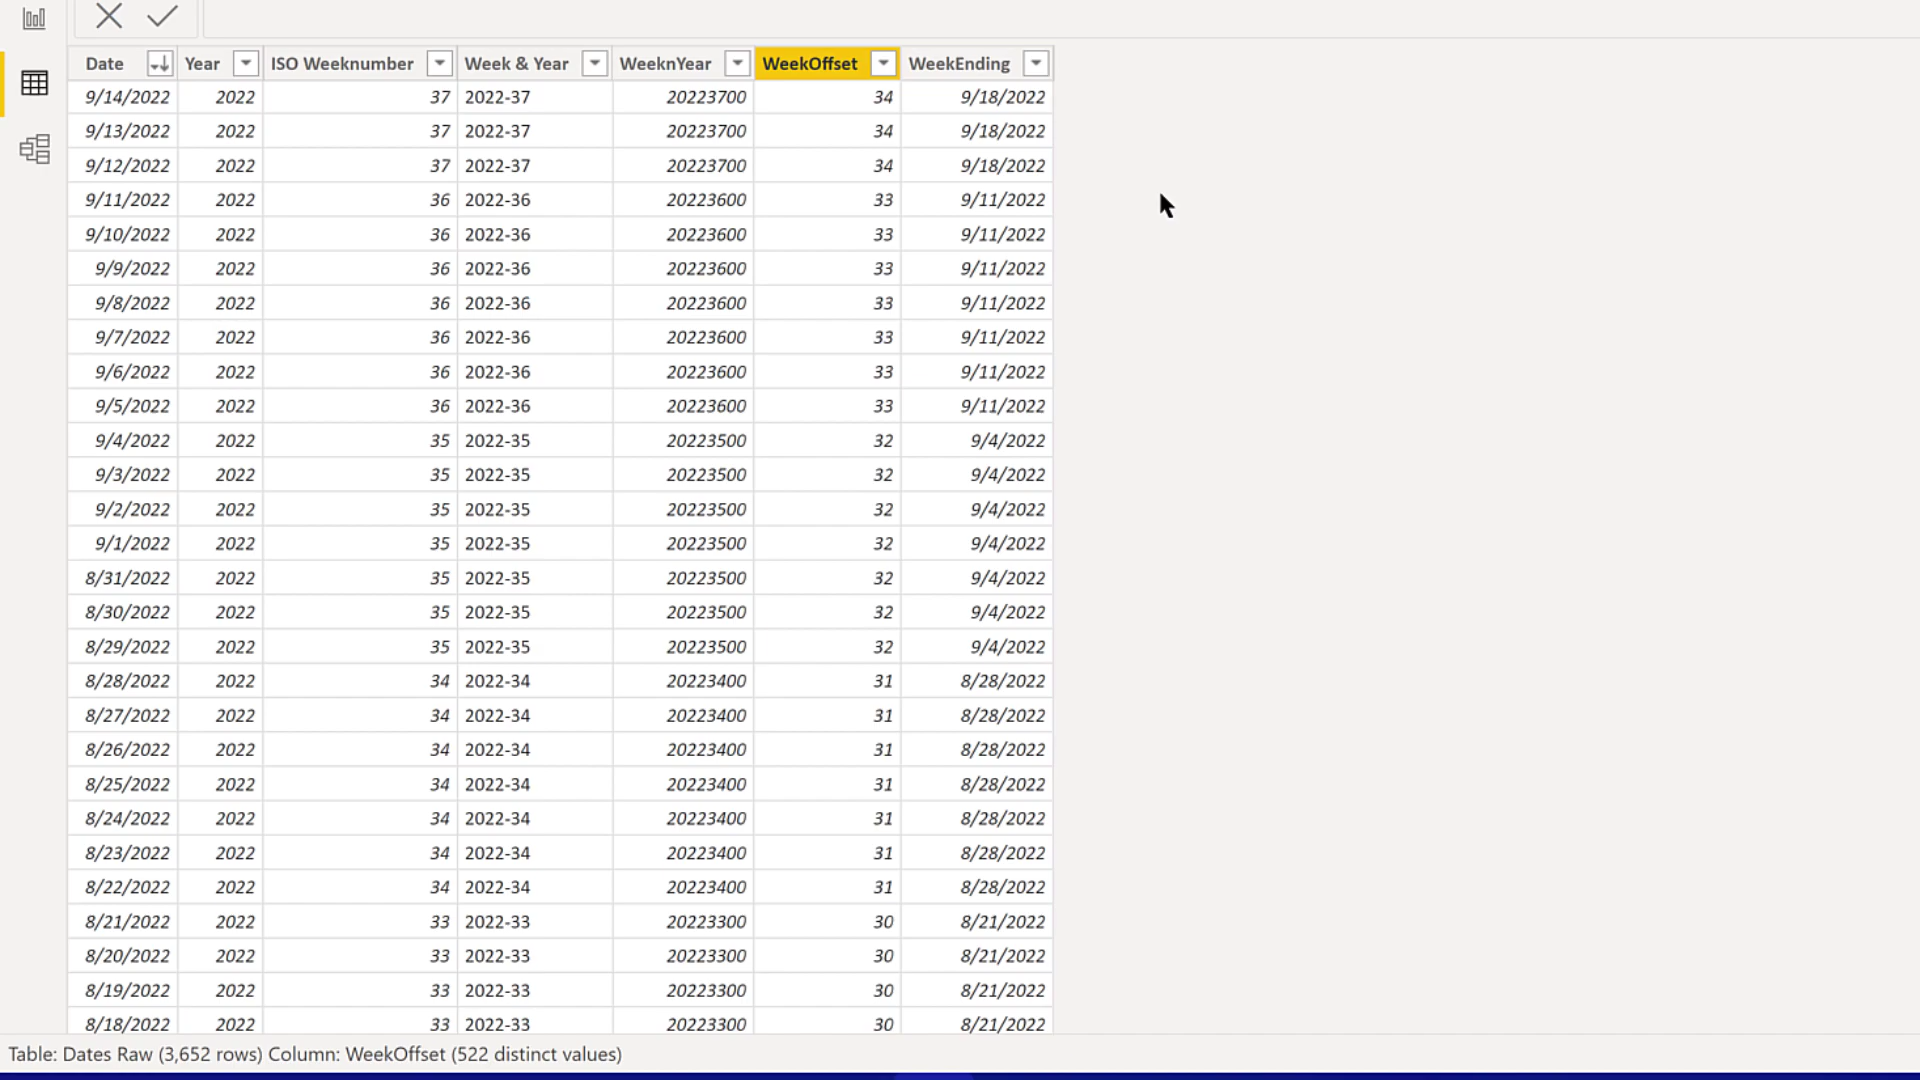 Date Year ISO Weeknumber Week & Year WeeknYear WeekOffset WeekEnding
9/14/2022 2022 37 2022-37 20223700 34 9/18/2022
9/13/2022 2022 37 2022-37 20223700 34 9/18/2022
9/12/2022 2022 37 2022-37 20223700 34 9/18/2022
9/11/2022 2022 36 2022-36 20223600 33 9/11/2022
9/10/2022 2022 36 2022-36 20223600 33 9/11/2022
9/9/2022 2022 36 2022-36 20223600 33 9/11/2022
9/8/2022 2022 36 2022-36 20223600 33 9/11/2022
9/7/2022 2022 36 2022-36 20223600 33 9/11/2022
9/6/2022 2022 36 2022-36 20223600 33 9/11/2022
9/5/2022 2022 36 2022-36 20223600 33 9/11/2022
9/4/2022 2022 35 2022-35 20223500 32 9/4/2022
9/3/2022 2022 35 2022-35 20223500 32 9/4/2022
9/2/2022 2022 35 2022-35 20223500 32 9/4/2022
9/1/2022 2022 35 2022-35 20223500 32 9/4/2022
8/31/2022 2022 35 2022-35 20223500 32 9/4/2022
8/30/2022 2022 35 2022-35 20223500 32 9/4/2022
8/29/2022 2022 35 2022-35 20223500 32 9/4/2022
8/28/2022 2022 34 2022-34 20223400 31 8/28/2022
8/27/2022 2022 34 2022-34 20223400 31 8/28/2022
8/26/2022 2022 34 2022-34 20223400 31 8/28/2022
8/25/2022 2022 34 2022-34 20223400 31 8/28/2022
8/24/2022 2022 34 2022-34 20223400 31 8/28/2022
8/23/2022 2022 34 2022-34 20223400 31 8/28/2022
8/22/2022 2022 34 2022-34 20223400 31 8/28/2022
8/21/2022 2022 33 2022-33 20223300 30 8/21/2022
8/20/2022 2022 33 2022-33 20223300 30 8/21/2022
8/19/2022 2022 33 2022-33 20223300 30 8/21/2022
8/18/2022 2022 33 2022-33 20223300 30 8/21/2022
Table: Dates Raw (3,652 rows) Column: WeekOffset (522 distinct values)